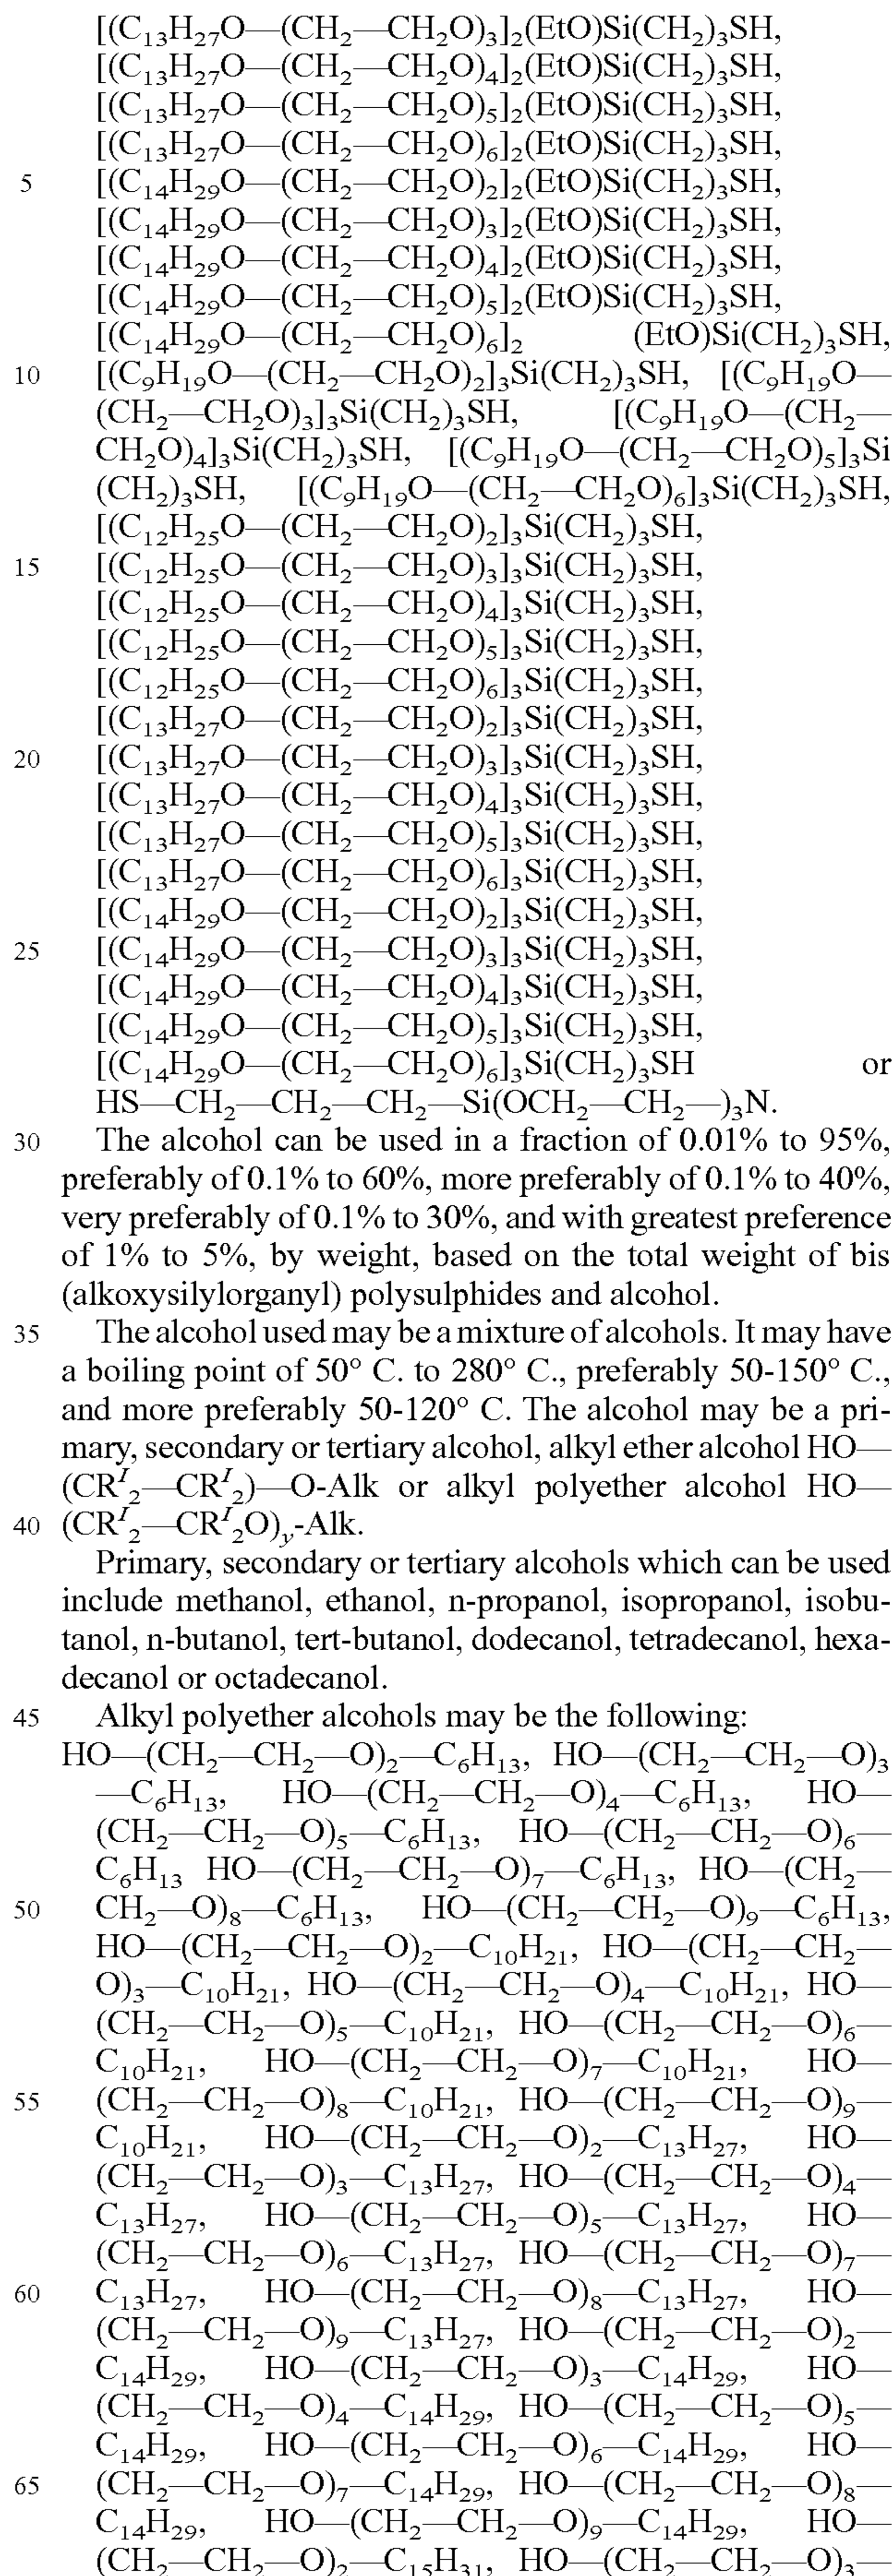 [(C₁₃H₂₇O—(CH₂—CH₂O)₃]₂(EtO)Si(CH₂)₃SH,
[(C₁₃H₂₇O—(CH₂—CH₂O)₄]₂(EtO)Si(CH₂)₃SH,
[(C₁₃H₂₇O—(CH₂—CH₂O)₅]₂(EtO)Si(CH₂)₃SH,
[(C₁₃H₂₇O—(CH₂—CH₂O)₆]₂(EtO)Si(CH₂)₃SH,
5 [(C₁₄H₂₉O—(CH₂—CH₂O)₂]₂(EtO)Si(CH₂)₃SH,
[(C₁₄H₂₉O—(CH₂—CH₂O)₃]₂(EtO)Si(CH₂)₃SH,
[(C₁₄H₂₉O—(CH₂—CH₂O)₄]₂(EtO)Si(CH₂)₃SH,
[(C₁₄H₂₉O—(CH₂—CH₂O)₅]₂(EtO)Si(CH₂)₃SH,
[(C₁₄H₂₉O—(CH₂—CH₂O)₆]₂ (EtO)Si(CH₂)₃SH,
10 [(C₉H₁₉O—(CH₂—CH₂O)₂]₃Si(CH₂)₃SH, [(C₉H₁₉O—
(CH₂—CH₂O)₃]₃Si(CH₂)₃SH, [(C₉H₁₉O—(CH₂—
CH₂O)₄]₃Si(CH₂)₃SH, [(C₉H₁₉O—(CH₂—CH₂O)₅]₃Si
(CH₂)₃SH, [(C₉H₁₉O—(CH₂—CH₂O)₆]₃Si(CH₂)₃SH,
[(C₁₂H₂₅O—(CH₂—CH₂O)₂]₃Si(CH₂)₃SH,
15 [(C₁₂H₂₅O—(CH₂—CH₂O)₃]₃Si(CH₂)₃SH,
[(C₁₂H₂₅O—(CH₂—CH₂O)₄]₃Si(CH₂)₃SH,
[(C₁₂H₂₅O—(CH₂—CH₂O)₅]₃Si(CH₂)₃SH,
[(C₁₂H₂₅O—(CH₂—CH₂O)₆]₃Si(CH₂)₃SH,
[(C₁₃H₂₇O—(CH₂—CH₂O)₂]₃Si(CH₂)₃SH,
20 [(C₁₃H₂₇O—(CH₂—CH₂O)₃]₃Si(CH₂)₃SH,
[(C₁₃H₂₇O—(CH₂—CH₂O)₄]₃Si(CH₂)₃SH,
[(C₁₃H₂₇O—(CH₂—CH₂O)₅]₃Si(CH₂)₃SH,
[(C₁₃H₂₇O—(CH₂—CH₂O)₆]₃Si(CH₂)₃SH,
[(C₁₄H₂₉O—(CH₂—CH₂O)₂]₃Si(CH₂)₃SH,
25 [(C₁₄H₂₉O—(CH₂—CH₂O)₃]₃Si(CH₂)₃SH,
[(C₁₄H₂₉O—(CH₂—CH₂O)₄]₃Si(CH₂)₃SH,
[(C₁₄H₂₉O—(CH₂—CH₂O)₅]₃Si(CH₂)₃SH,
[(C₁₄H₂₉O—(CH₂—CH₂O)₆]₃Si(CH₂)₃SH or
HS—CH₂—CH₂—CH₂—Si(OCH₂—CH₂—)₃N.
30 The alcohol can be used in a fraction of 0.01% to 95%,
preferably of 0.1% to 60%, more preferably of 0.1% to 40%,
very preferably of 0.1% to 30%, and with greatest preference
of 1% to 5%, by weight, based on the total weight of bis
(alkoxysilylorganyl) polysulphides and alcohol.
35 The alcohol used may be a mixture of alcohols. It may have
a boiling point of 50° C. to 280° C., preferably 50-150° C.,
and more preferably 50-120° C. The alcohol may be a pri-
mary, secondary or tertiary alcohol, alkyl ether alcohol HO—
(CRᴵ₂—CRᴵ₂)—O-Alk or alkyl polyether alcohol HO—
40 (CRᴵ₂—CRᴵ₂O)ᵧ-Alk.
Primary, secondary or tertiary alcohols which can be used
include methanol, ethanol, n-propanol, isopropanol, isobu-
tanol, n-butanol, tert-butanol, dodecanol, tetradecanol, hexa-
decanol or octadecanol.
45 Alkyl polyether alcohols may be the following:
HO—(CH₂—CH₂—O)₂—C₆H₁₃, HO—(CH₂—CH₂—O)₃
—C₆H₁₃, HO—(CH₂—CH₂—O)₄—C₆H₁₃, HO—
(CH₂—CH₂—O)₅—C₆H₁₃, HO—(CH₂—CH₂—O)₆—
C₆H₁₃ HO—(CH₂—CH₂—O)₇—C₆H₁₃, HO—(CH₂—
50 CH₂—O)₈—C₆H₁₃, HO—(CH₂—CH₂—O)₉—C₆H₁₃,
HO—(CH₂—CH₂—O)₂—C₁₀H₂₁, HO—(CH₂—CH₂—
O)₃—C₁₀H₂₁, HO—(CH₂—CH₂—O)₄—C₁₀H₂₁, HO—
(CH₂—CH₂—O)₅—C₁₀H₂₁, HO—(CH₂—CH₂—O)₆—
C₁₀H₂₁, HO—(CH₂—CH₂—O)₇—C₁₀H₂₁, HO—
55 (CH₂—CH₂—O)₈—C₁₀H₂₁, HO—(CH₂—CH₂—O)₉—
C₁₀H₂₁, HO—(CH₂—CH₂—O)₂—C₁₃H₂₇, HO—
(CH₂—CH₂—O)₃—C₁₃H₂₇, HO—(CH₂—CH₂—O)₄—
C₁₃H₂₇, HO—(CH₂—CH₂—O)₅—C₁₃H₂₇, HO—
(CH₂—CH₂—O)₆—C₁₃H₂₇, HO—(CH₂—CH₂—O)₇—
60 C₁₃H₂₇, HO—(CH₂—CH₂—O)₈—C₁₃H₂₇, HO—
(CH₂—CH₂—O)₉—C₁₃H₂₇, HO—(CH₂—CH₂—O)₂—
C₁₄H₂₉, HO—(CH₂—CH₂—O)₃—C₁₄H₂₉, HO—
(CH₂—CH₂—O)₄—C₁₄H₂₉, HO—(CH₂—CH₂—O)₅—
C₁₄H₂₉, HO—(CH₂—CH₂—O)₆—C₁₄H₂₉, HO—
65 (CH₂—CH₂—O)₇—C₁₄H₂₉, HO—(CH₂—CH₂—O)₈—
C₁₄H₂₉, HO—(CH₂—CH₂—O)₉—C₁₄H₂₉, HO—
(CH₂—CH₂—O)₂—C₁₅H₃₁, HO—(CH₂—CH₂—O)₃—